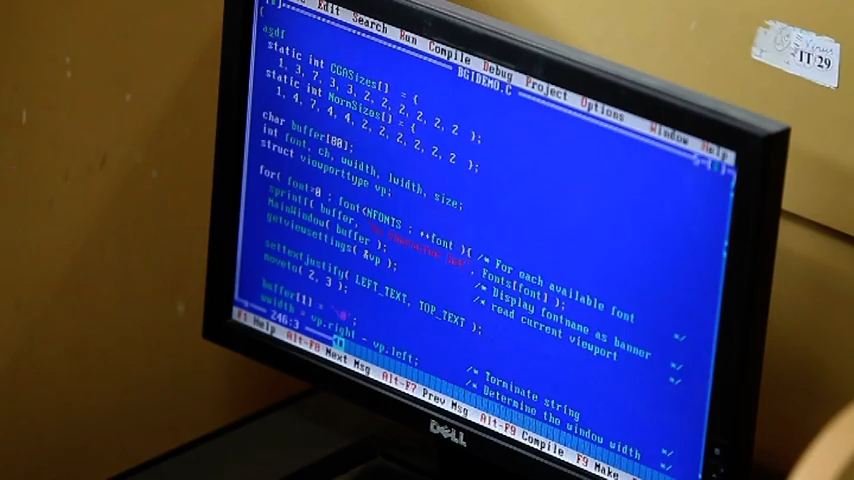 Edit Search Run Compile Debug Project Options Window Help
BGIDEMO.C
{
asdf
static int CGASizes[] = {
1, 3, 7, 3, 3, 2, 2, 2, 2, 2, 2 };
static int NormSizes[] = {
1, 4, 7, 4, 4, 2, 2, 2, 2, 2, 2 };
char buffer[80];
int font, ch, wwidth, lwidth, size;
struct viewporttype vp;
for( font=0 ; font<NFONTS ; ++font ){ /* For each available font */
sprintf( buffer, Fonts[font] ); /* Display fontname as banner */
MainWindow( buffer );
getviewsettings( &vp ); /* read current viewport */
settextjustify( LEFT_TEXT, TOP_TEXT );
moveto( 2, 3 );
buffer[1] = '\0'; /* Terminate string */
wwidth = vp.right - vp.left; /* Determine the window width */
246:3
F1 Help Alt-F8 Next Msg Alt-F7 Prev Msg Alt-F9 Compile F9 Make
DELL
IT/29